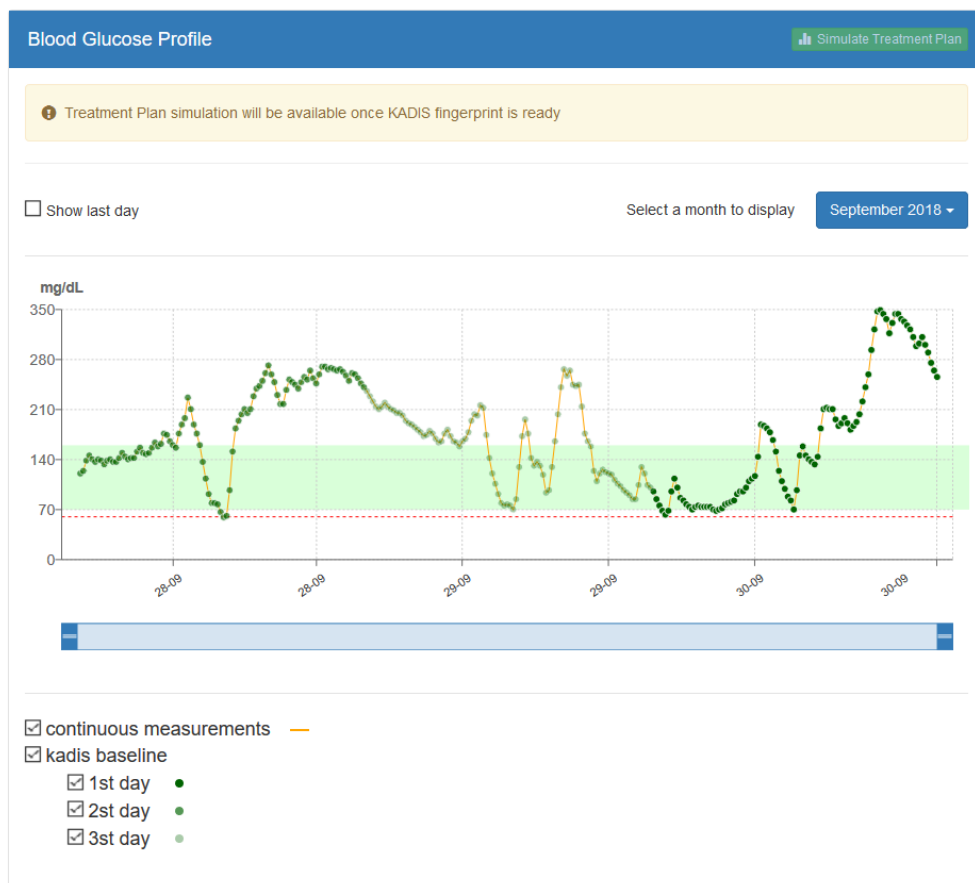 Blood Glucose Profile
Simulate Treatment Plan
Treatment Plan simulation will be available once KADIS fingerprint is ready
Show last day
Select a month to display
September 2018
mg/dL
350
280
210
140
70
0
28-09
28-09
29-09
29-09
30-09
30-09
continuous measurements
kadis baseline
1st day
2st day
3st day